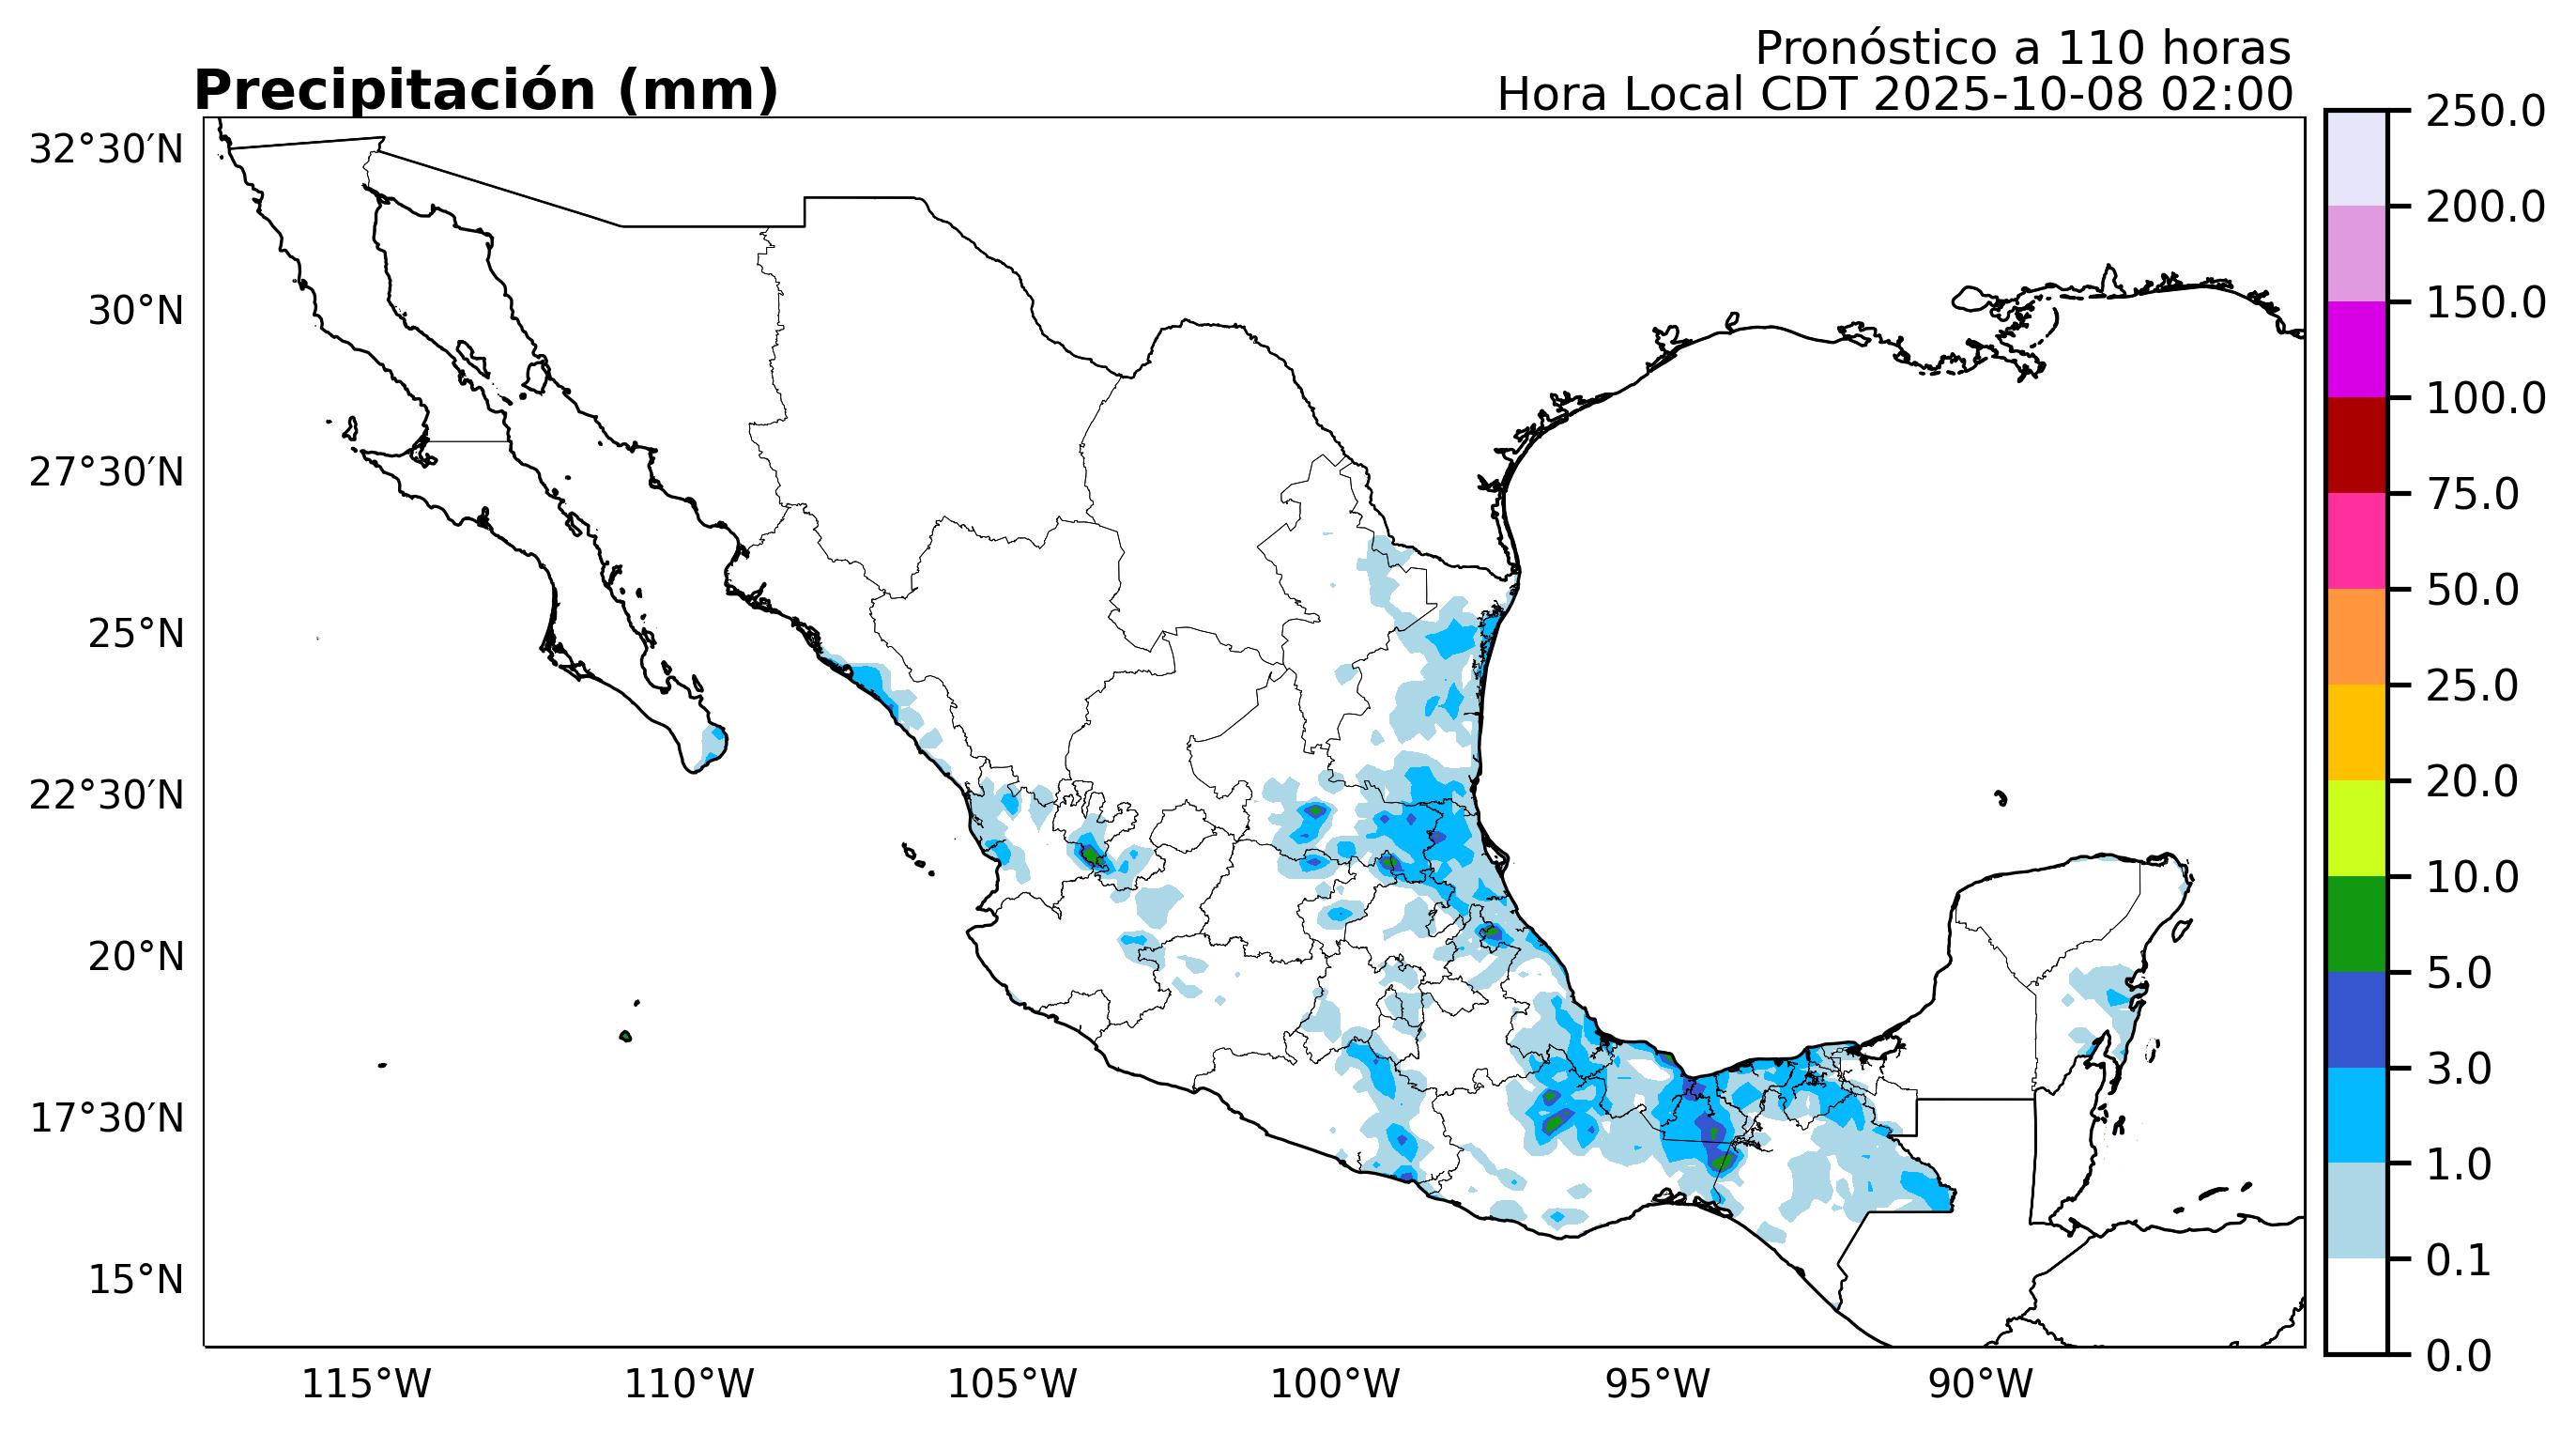 Pronóstico a 110 horas
Precipitación (mm)
Hora Local CDT 2025-10-08 02:00
32°30′N
30°N
27°30′N
25°N
22°30′N
20°N
17°30′N
15°N
115°W
110°W
105°W
100°W
95°W
90°W
250.0
200.0
150.0
100.0
75.0
50.0
25.0
20.0
10.0
5.0
3.0
1.0
0.1
0.0